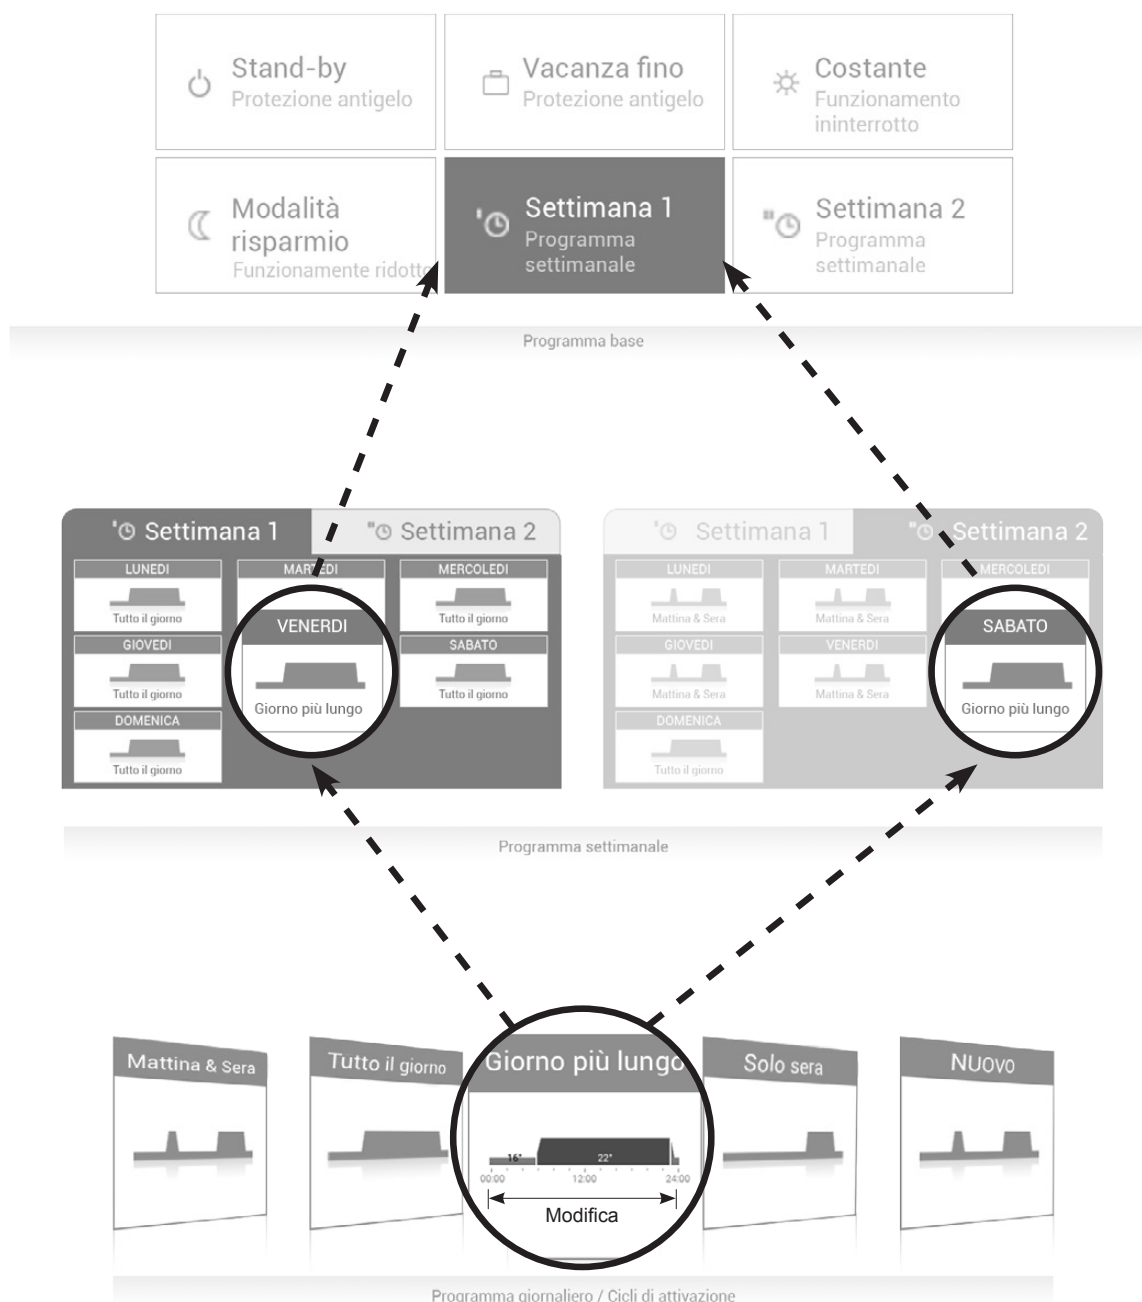 Stand-by
Protezione antigelo
Vacanza fino
Protezione antigelo
Costante
Funzionamento
ininterrotto
Modalità
risparmio
Funzionamente ridotto
Settimana 1
Programma
settimanale
Settimana 2
Programma
settimanale
Programma base
Settimana 1
Settimana 2
LUNEDI
Tutto il giorno
MARTEDI
MERCOLEDI
Tutto il giorno
GIOVEDI
Tutto il giorno
VENERDI
Giorno più lungo
SABATO
Tutto il giorno
DOMENICA
Tutto il giorno
Settimana 1
Settimana 2
LUNEDI
Mattina & Sera
MARTEDI
Mattina & Sera
MERCOLEDI
GIOVEDI
Mattina & Sera
VENERDI
Mattina & Sera
SABATO
Giorno più lungo
DOMENICA
Tutto il giorno
Programma settimanale
Mattina & Sera
Tutto il giorno
Giorno più lungo
16°
22°
00:00
12:00
24:00
Modifica
Solo sera
NUOVO
Programma giornaliero / Cicli di attivazione